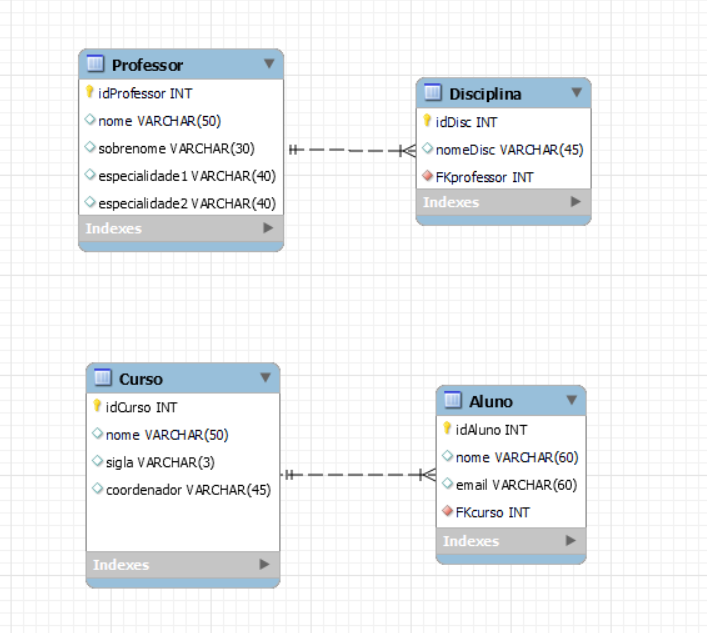 Professor
idProfessor INT
nome VARCHAR(50)
sobrenome VARCHAR(30)
especialidade1 VARCHAR(40)
especialidade2 VARCHAR(40)
Indexes
Disciplina
idDisc INT
nomeDisc VARCHAR(45)
FKprofessor INT
Indexes
Curso
idCurso INT
nome VARCHAR(50)
sigla VARCHAR(3)
coordenador VARCHAR(45)
Indexes
Aluno
idAluno INT
nome VARCHAR(60)
email VARCHAR(60)
FKcurso INT
Indexes